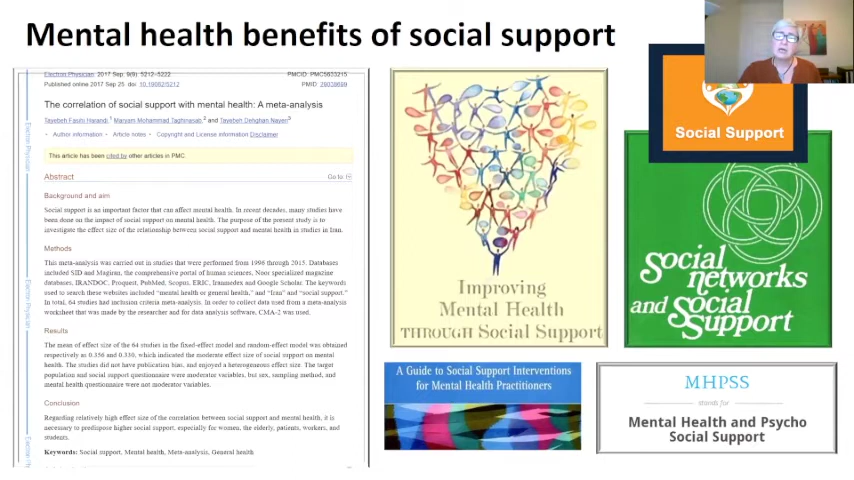 Mental health benefits of social support
Electron Physician. 2017 Sep; 9(9): 5212–5222.
PMCID: PMC5633215
Published online 2017 Sep 25. doi: 10.19082/5212
PMID: 29038699
The correlation of social support with mental health: A meta-analysis
Tayebeh Fasihi Harandi,1 Maryam Mohammad Taghinasab,2 and Tayebeh Dehghan Nayeri3
Author information Article notes Copyright and License information Disclaimer
This article has been cited by other articles in PMC.
Abstract
Go to:
Background and aim
Social support is an important factor that can affect mental health. In recent decades, many studies have
been done on the impact of social support on mental health. The purpose of the present study is to
investigate the effect size of the relationship between social support and mental health in studies in Iran.
Methods
This meta-analysis was carried out in studies that were performed from 1996 through 2015. Databases
included SID and Magiran, the comprehensive portal of human sciences, Noor specialized magazine
databases, IRANDOC, Proquest, PubMed, Scopus, ERIC, Iranmedex and Google Scholar. The keywords
used to search these websites included "mental health or general health," and "Iran" and "social support."
In total, 64 studies had inclusion criteria meta-analysis. In order to collect data used from a meta-analysis
worksheet that was made by the researcher and for data analysis software, CMA-2 was used.
Results
The mean of effect size of the 64 studies in the fixed-effect model and random-effect model was obtained
respectively as 0.356 and 0.330, which indicated the moderate effect size of social support on mental
health. The studies did not have publication bias, and enjoyed a heterogeneous effect size. The target
population and social support questionnaire were moderator variables, but sex, sampling method, and
mental health questionnaire were not moderator variables.
Conclusion
Regarding relatively high effect size of the correlation between social support and mental health, it is
necessary to predispose higher social support, especially for women, the elderly, patients, workers, and
students.
Keywords: Social support, Mental health, Meta-analysis, General health
Improving
Mental Health
THROUGH Social Support
Social Support
Social
networks
and Social
Support
A Guide to Social Support Interventions
for Mental Health Practitioners
MHPSS
stands for
Mental Health and Psycho
Social Support